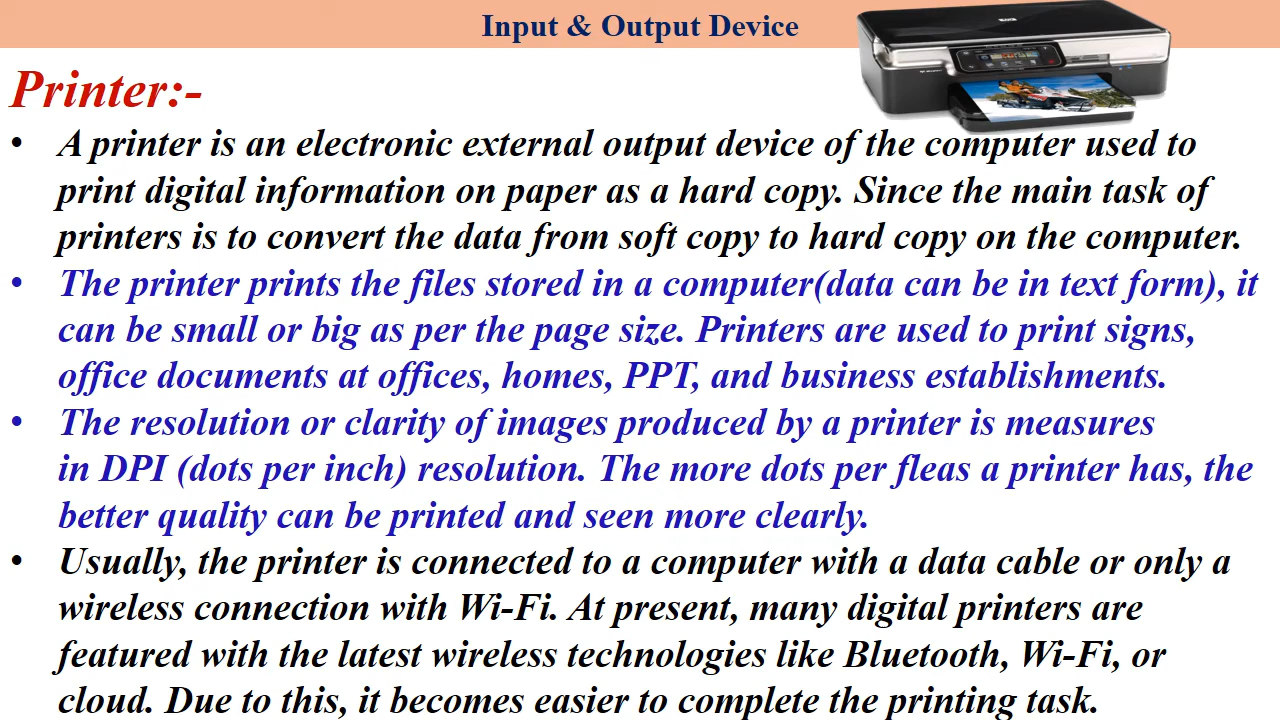 Input & Output Device
Printer:-
• A printer is an electronic external output device of the computer used to
print digital information on paper as a hard copy. Since the main task of
printers is to convert the data from soft copy to hard copy on the computer.
• The printer prints the files stored in a computer(data can be in text form), it
can be small or big as per the page size. Printers are used to print signs,
office documents at offices, homes, PPT, and business establishments.
• The resolution or clarity of images produced by a printer is measures
in DPI (dots per inch) resolution. The more dots per fleas a printer has, the
better quality can be printed and seen more clearly.
• Usually, the printer is connected to a computer with a data cable or only a
wireless connection with Wi-Fi. At present, many digital printers are
featured with the latest wireless technologies like Bluetooth, Wi-Fi, or
cloud. Due to this, it becomes easier to complete the printing task.